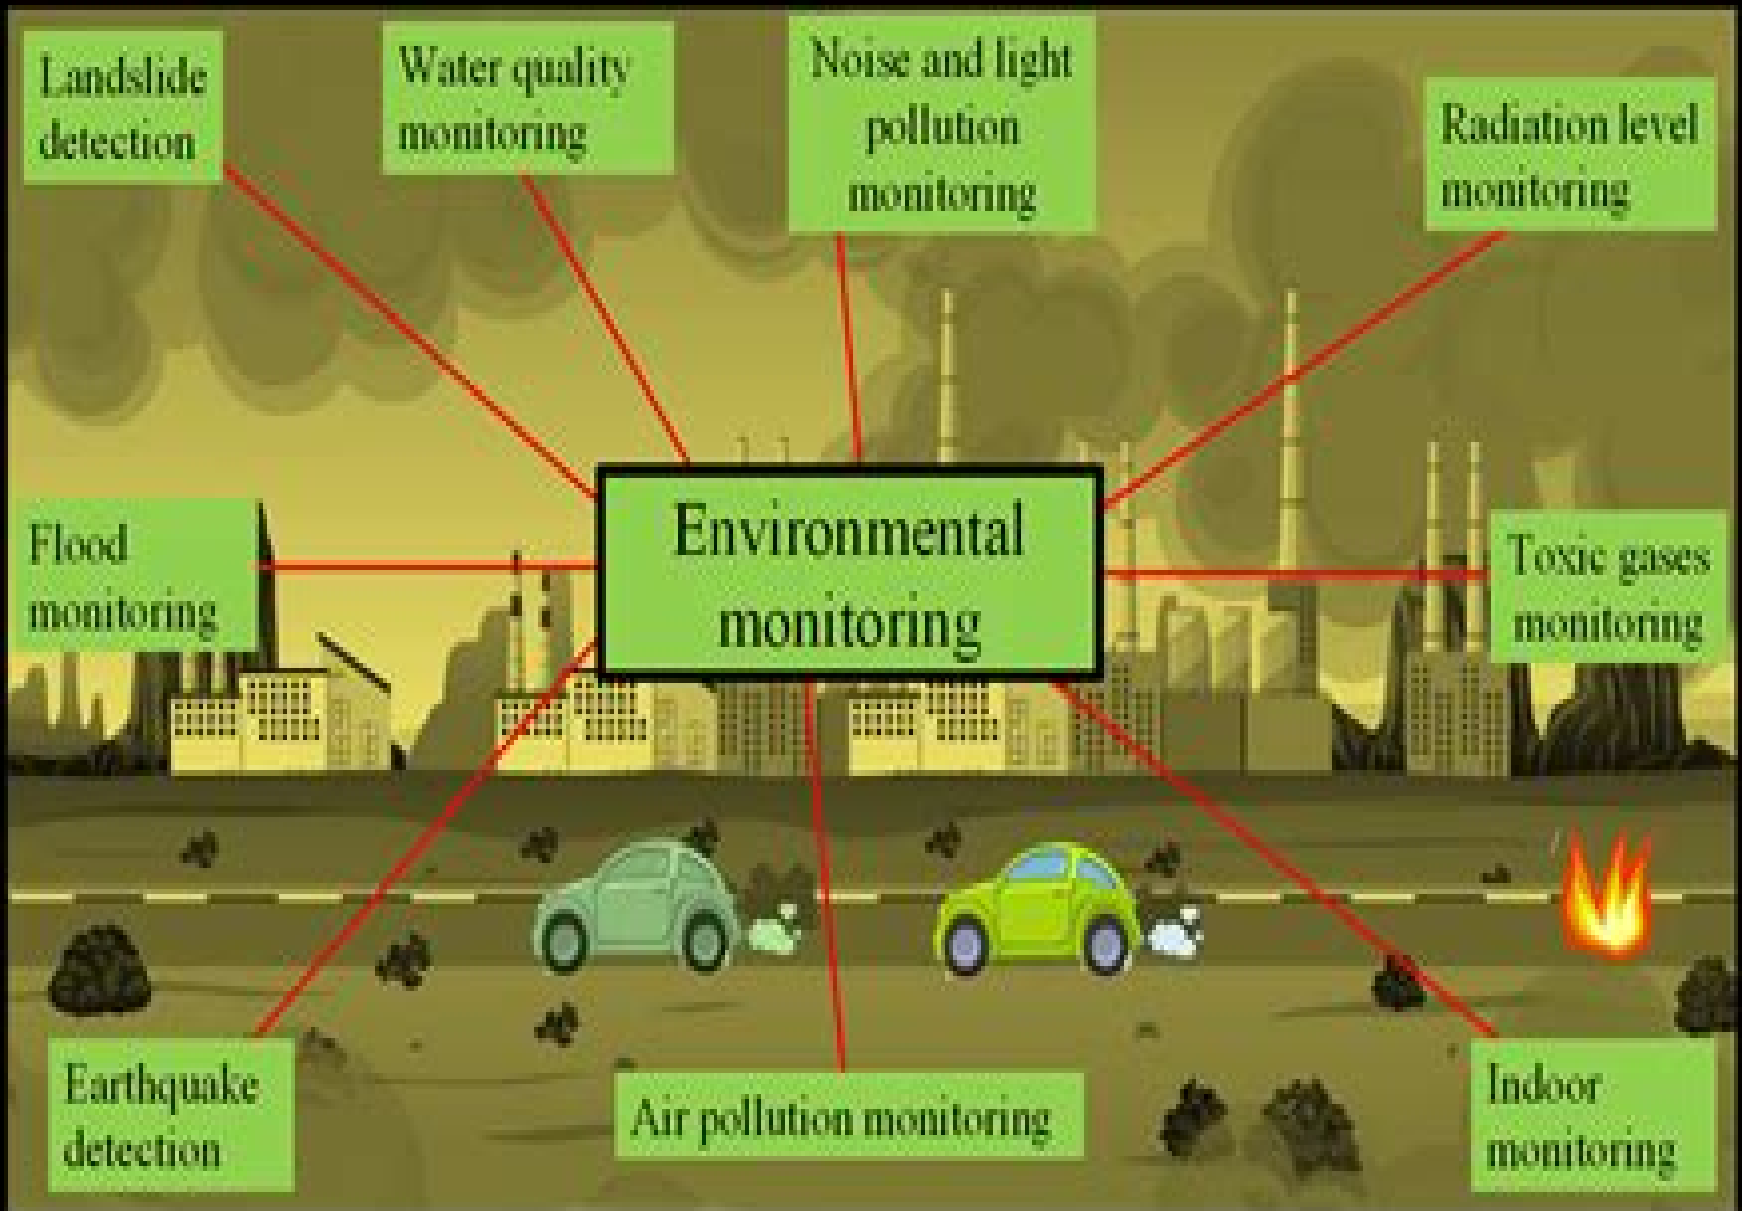 Landslide
detection
Water quality
monitoring
Noise and light
pollution
monitoring
Radiation level
monitoring
Flood
monitoring
Environmental
monitoring
Toxic gases
monitoring
Earthquake
detection
Air pollution monitoring
Indoor
monitoring